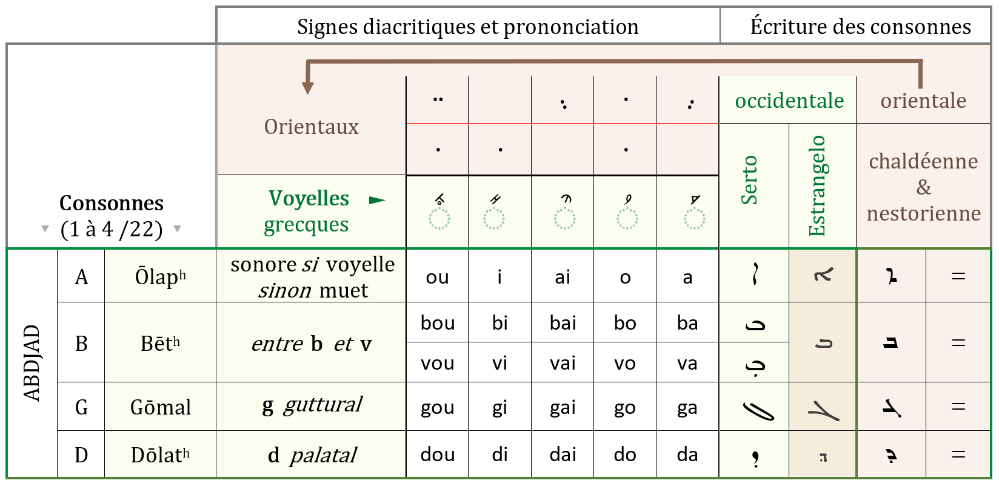 Signes diacritiques et prononciation Écriture des consonnes
occidentale orientale
Orientaux
Serto Estrangelo chaldéenne
&
nestorienne
Voyelles ►
grecques
Consonnes
▼ (1 à 4 /22) ▼
ABDJAD
A Ōlapʰ sonore si voyelle
sinon muet ou i ai o a ܐ ܐ ܐ =
B Bētʰ entre b et v bou bi bai bo ba ܒ ܒ ܒ =
vou vi vai vo va ܒ̣
G Gōmal g guttural gou gi gai go ga ܓ ܓ ܓ =
D Dōlatʰ d palatal dou di dai do da ܕ ܕ ܕ =